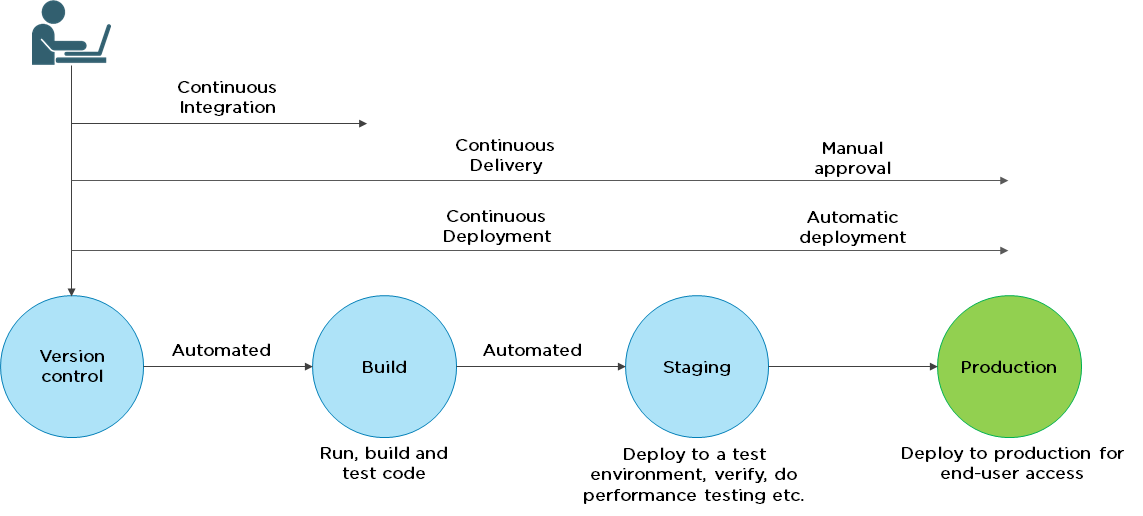 Continuous
Integration
Continuous
Delivery
Manual
approval
Continuous
Deployment
Automatic
deployment
Version
control
Automated
Build
Automated
Staging
Production
Run, build and
test code
Deploy to a test
environment, verify, do
performance testing etc.
Deploy to production for
end-user access